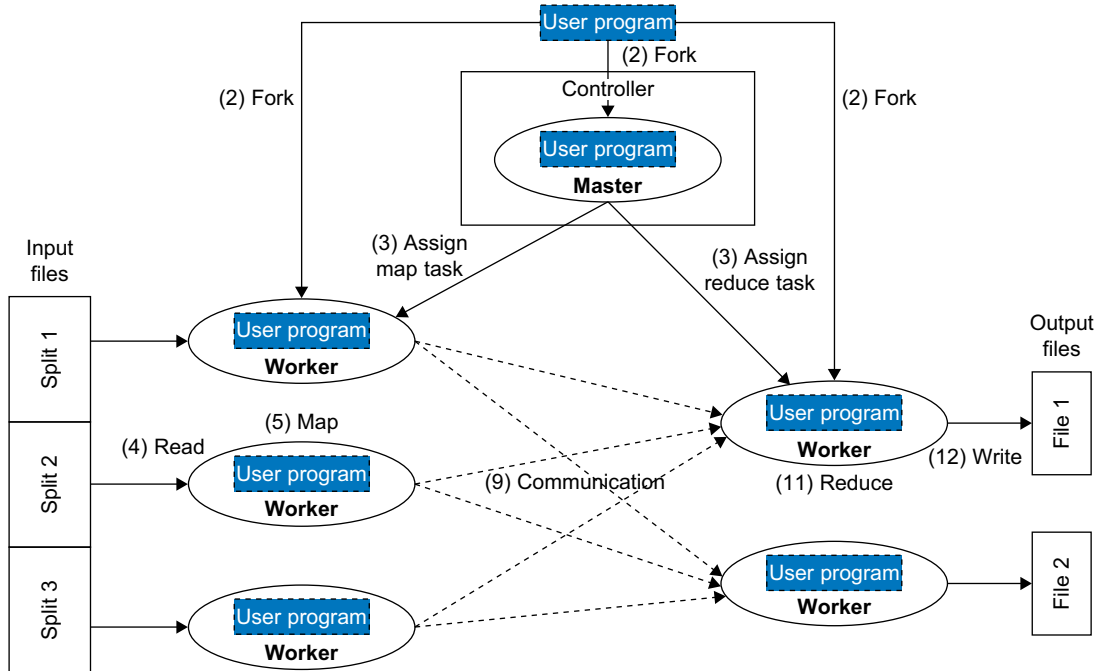 User program
(2) Fork
(2) Fork
(2) Fork
Controller
User program
Master
Input
files
(3) Assign
map task
(3) Assign
reduce task
Split 1
User program
Worker
Output
files
User program
Worker
File 1
(5) Map
(4) Read
Split 2
User program
Worker
(9) Communication
(12) Write
(11) Reduce
Split 3
User program
Worker
User program
Worker
File 2